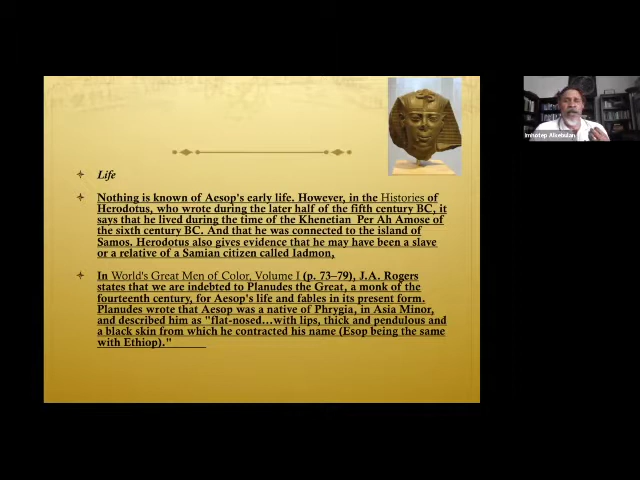 Life
Nothing is known of Aesop's early life. However, in the Histories of
Herodotus, who wrote during the later half of the fifth century BC, it
says that he lived during the time of the Khenetian Per Ah Amose of
the sixth century BC. And that he was connected to the island of
Samos. Herodotus also gives evidence that he may have been a slave
or a relative of a Samian citizen called Iadmon,
In World's Great Men of Color, Volume I (p. 73–79), J.A. Rogers
states that we are indebted to Planudes the Great, a monk of the
fourteenth century, for Aesop's life and fables in its present form.
Planudes wrote that Aesop was a native of Phrygia, in Asia Minor,
and described him as "flat-nosed…with lips, thick and pendulous and
a black skin from which he contracted his name (Esop being the same
with Ethiop)."
Imhotep Alkebulan